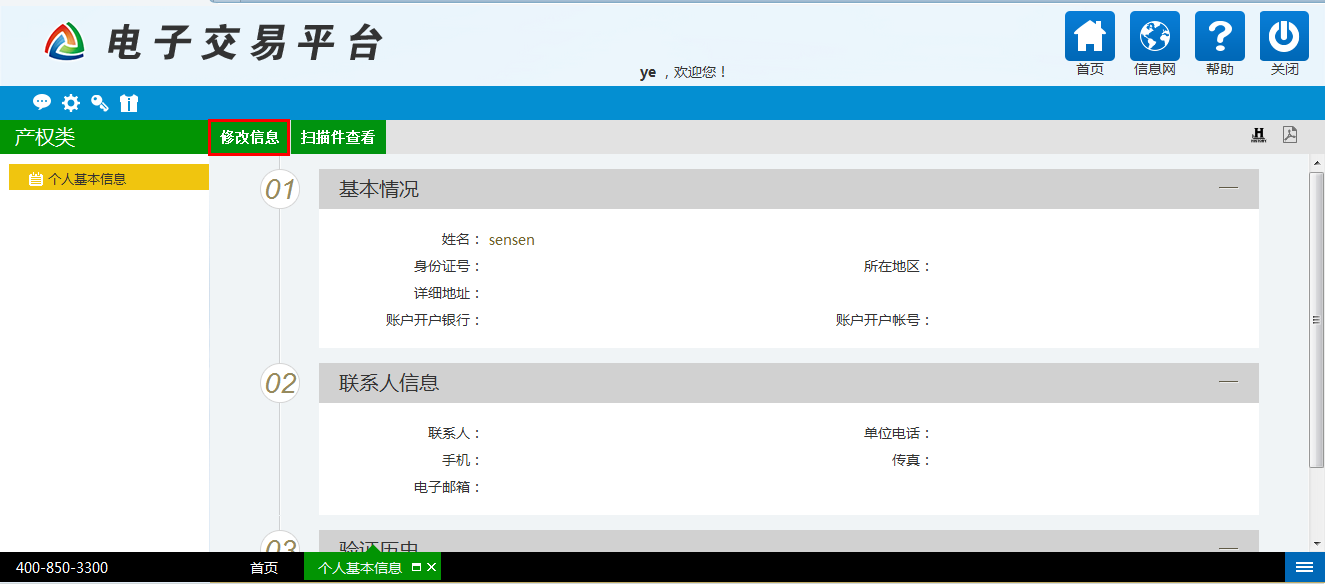 电子交易平台
ye ，欢迎您！
首页 信息网 帮助 关闭
产权类 修改信息 扫描件查看
个人基本信息
01 基本情况
姓名： sensen
身份证号： 所在地区：
详细地址：
账户开户银行： 账户开户帐号：
02 联系人信息
联系人： 单位电话：
手机： 传真：
电子邮箱：
03 验证历史
400-850-3300 首页 个人基本信息